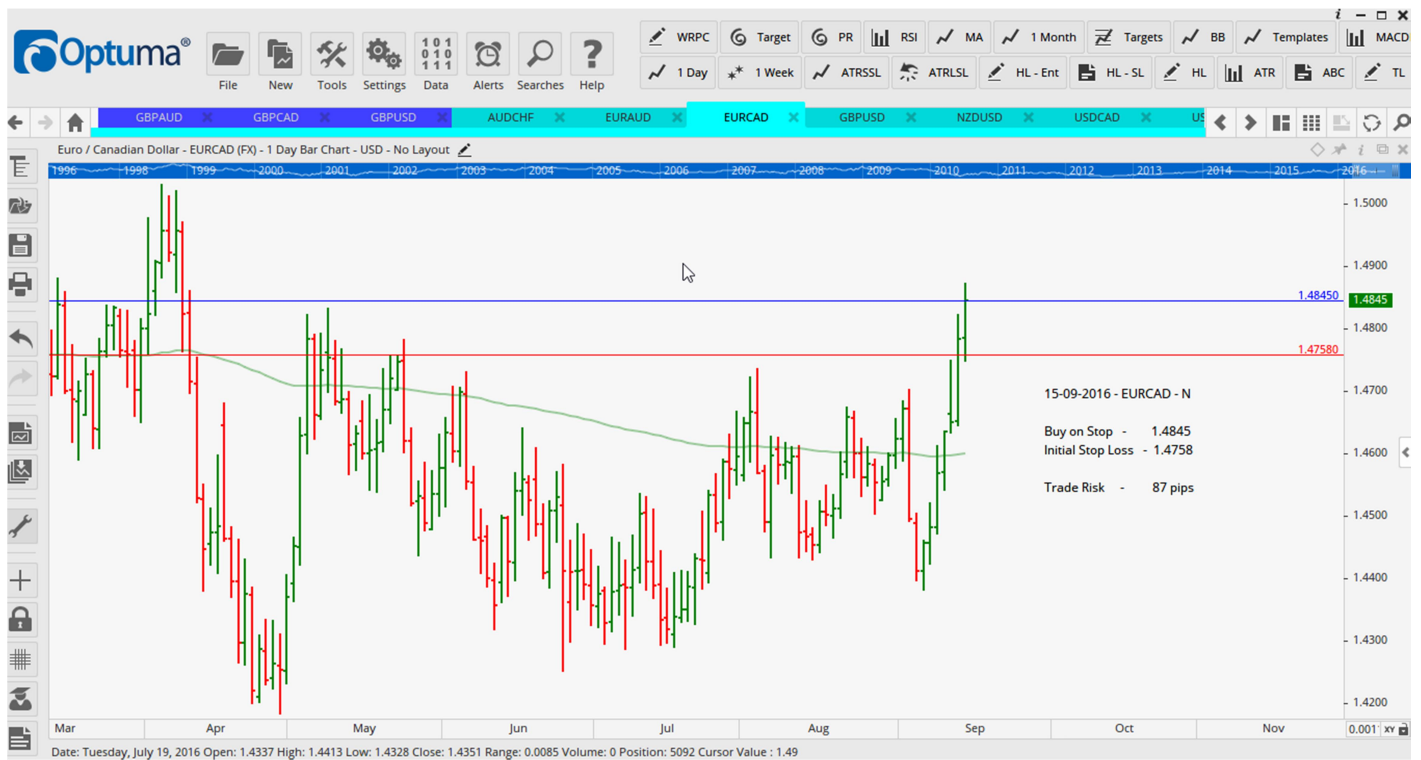 Optuma®
File New Tools Settings Data Alerts Searches Help
WRPC Target PR RSI MA 1 Month Targets BB Templates MACD
1 Day 1 Week ATRSSL ATRLSL HL - Ent HL - SL HL ATR ABC TL
GBPAUD GBPCAD GBPUSD AUDCHF EURAUD EURCAD GBPUSD NZDUSD USDCAD
Euro / Canadian Dollar - EURCAD (FX) - 1 Day Bar Chart - USD - No Layout
1996 1998 1999 2000 2001 2002 2003 2004 2005 2006 2007 2008 2009 2010 2011 2012 2013 2014 2015 2016
1.5000
1.4900
1.48450 1.4845
1.4800
1.47580
1.4700
15-09-2016 - EURCAD - N
Buy on Stop - 1.4845
Initial Stop Loss - 1.4758
1.4600
Trade Risk - 87 pips
1.4500
1.4400
1.4300
1.4200
Mar Apr May Jun Jul Aug Sep Oct Nov 0.001 XY
Date: Tuesday, July 19, 2016 Open: 1.4337 High: 1.4413 Low: 1.4328 Close: 1.4351 Range: 0.0085 Volume: 0 Position: 5092 Cursor Value : 1.49